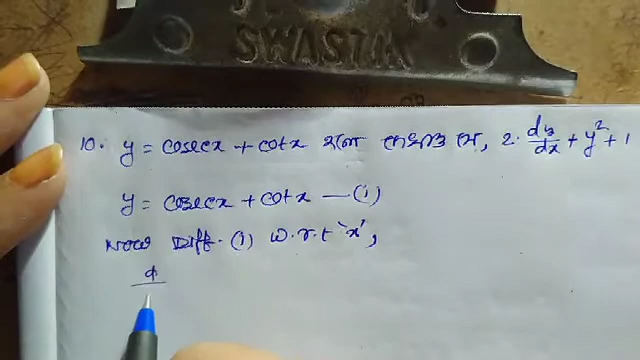 SWASTIK
10. y = cosecx + cotx হলে দেখাও যে, 2. dy/dx + y² + 1
y = cosecx + cotx — (1)
Now Diff. (1) w.r.t 'x',
d